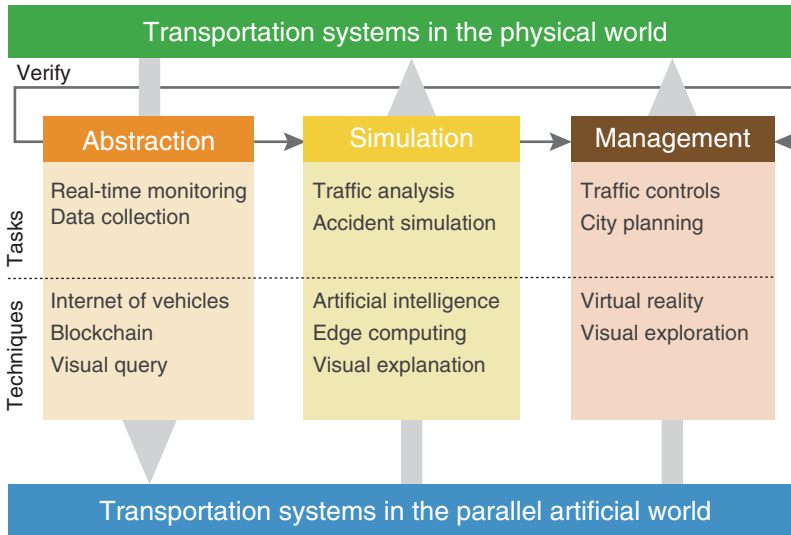 Transportation systems in the physical world
Verify
Abstraction
Simulation
Management
Tasks
Real-time monitoring
Data collection
Traffic analysis
Accident simulation
Traffic controls
City planning
Techniques
Internet of vehicles
Blockchain
Visual query
Artificial intelligence
Edge computing
Visual explanation
Virtual reality
Visual exploration
Transportation systems in the parallel artificial world